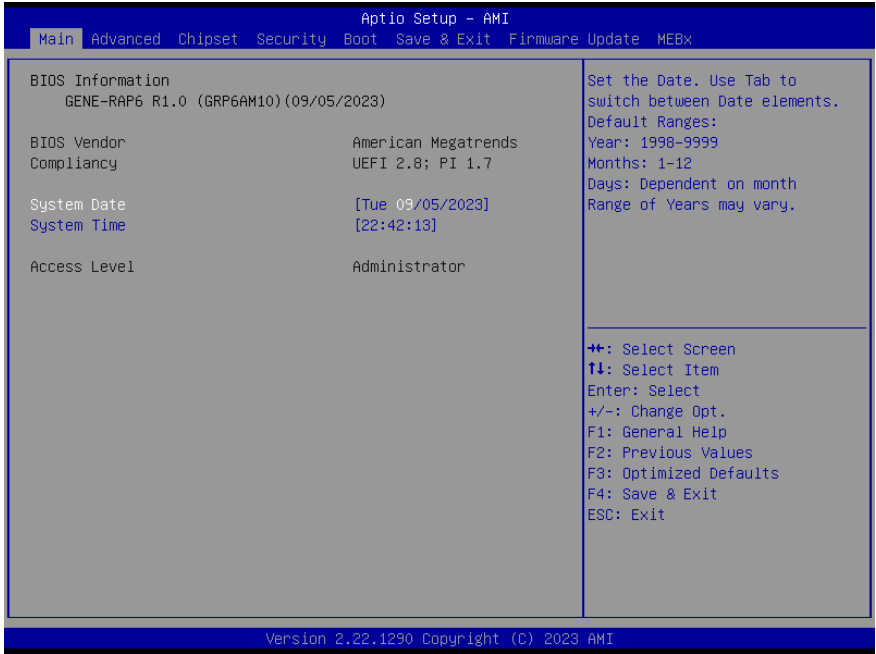 Aptio Setup – AMI
Main Advanced Chipset Security Boot Save & Exit Firmware Update MEBx
BIOS Information
GENE-RAP6 R1.0 (GRP6AM10)(09/05/2023)
BIOS Vendor American Megatrends
Compliancy UEFI 2.8; PI 1.7
System Date [Tue 09/05/2023]
System Time [22:42:13]
Access Level Administrator
Set the Date. Use Tab to
switch between Date elements.
Default Ranges:
Year: 1998-9999
Months: 1-12
Days: Dependent on month
Range of Years may vary.
→←: Select Screen
↑↓: Select Item
Enter: Select
+/-: Change Opt.
F1: General Help
F2: Previous Values
F3: Optimized Defaults
F4: Save & Exit
ESC: Exit
Version 2.22.1290 Copyright (C) 2023 AMI